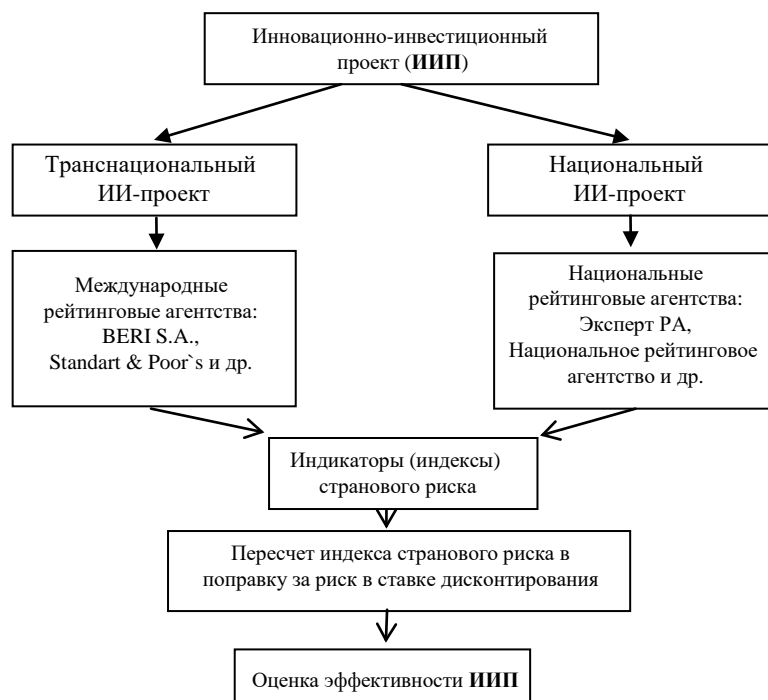 Инновационно-инвестиционный
проект (ИИП)
Транснациональный
ИИ-проект
Национальный
ИИ-проект
Международные
рейтинговые агентства:
BERI S.A.,
Standart & Poor`s и др.
Национальные
рейтинговые агентства:
Эксперт РА,
Национальное рейтинговое
агентство и др.
Индикаторы (индексы)
странового риска
Пересчет индекса странового риска в
поправку за риск в ставке дисконтирования
Оценка эффективности ИИП